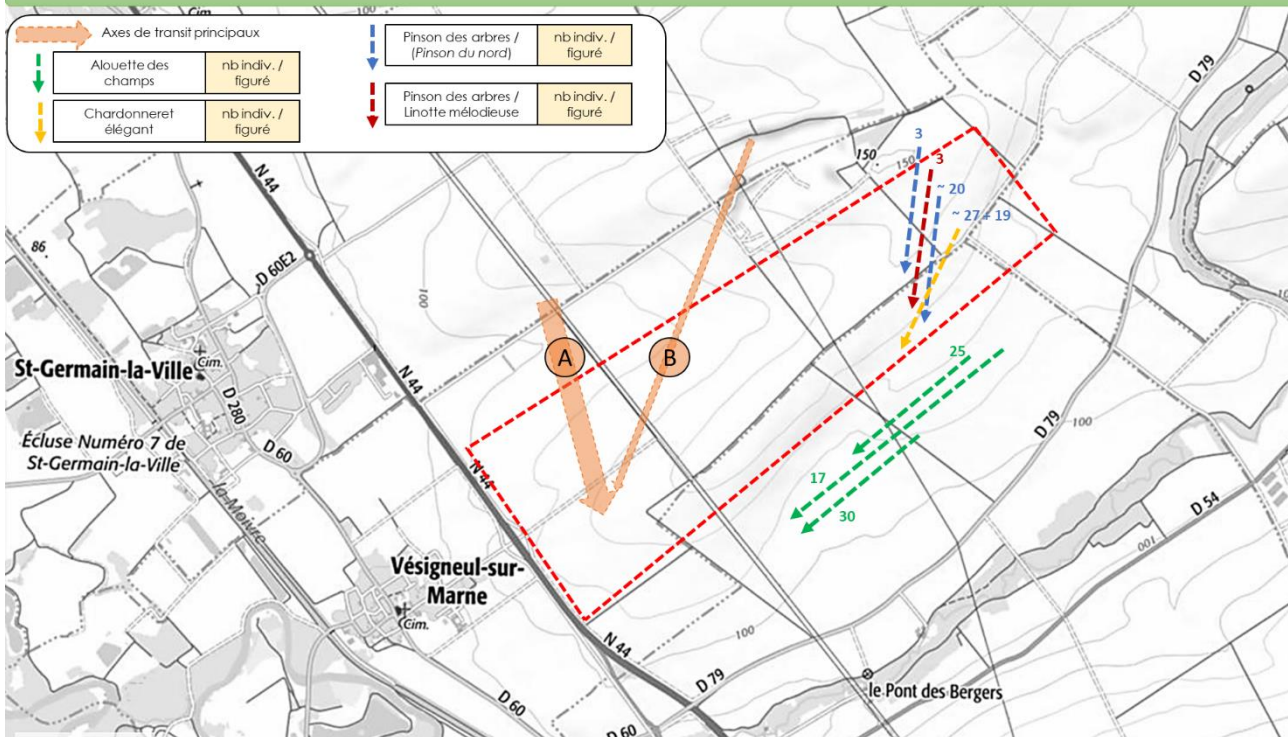 Axes de transit principaux
Alouette des
champs
nb indiv. /
figuré
Chardonneret
élégant
nb indiv. /
figuré
Pinson des arbres /
(Pinson du nord)
nb indiv. /
figuré
Pinson des arbres /
Linotte mélodieuse
nb indiv. /
figuré
Cim.
N 44
D 79
150
150
3
3
~ 20
~ 27 + 19
86
D 60E2
100
A
B
N 44
St-Germain-la-Ville
Cim.
D 280
D 60
Écluse Numéro 7 de
St-Germain-la-Ville
la Moivre
N 44
25
17
30
100
D 79
D 54
001
Vésigneul-sur-
Marne
Cim.
N 44
100
D 79
le Pont des Bergers
D 60
D 60